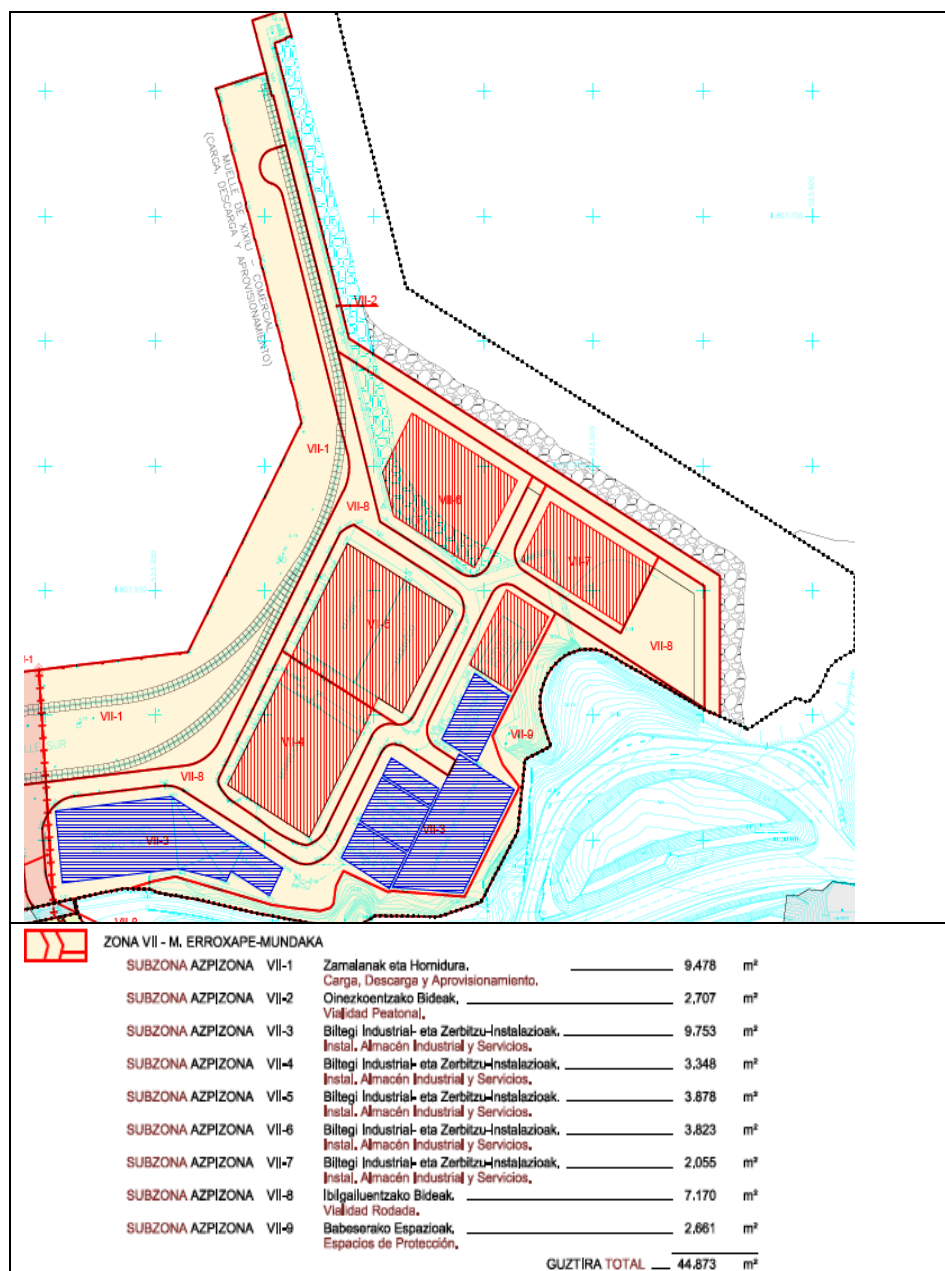 MUELLE DE XIXILI - COMERCIAL
(CARGA, DESCARGA Y APROVISIONAMIENTO)
VII-2
VII-1
VII-6
VII-8
VII-7
VII-5
VII-8
VII-1
VII-9
VII-4
VII-8
VII-3
VII-3
ZONA VII - M. ERROXAPE-MUNDAKA
SUBZONA AZPIZONA VII-1 Zamalanak eta Hornidura. 9.478 m²
Carga, Descarga y Aprovisionamiento.
SUBZONA AZPIZONA VII-2 Oinezkoentzako Bideak. 2.707 m²
Vialidad Peatonal.
SUBZONA AZPIZONA VII-3 Biltegi Industrial- eta Zerbitzu-Instalazioak. 9.753 m²
Instal. Almacén Industrial y Servicios.
SUBZONA AZPIZONA VII-4 Biltegi Industrial- eta Zerbitzu-Instalazioak. 3.348 m²
Instal. Almacén Industrial y Servicios.
SUBZONA AZPIZONA VII-5 Biltegi Industrial- eta Zerbitzu-Instalazioak. 3.878 m²
Instal. Almacén Industrial y Servicios.
SUBZONA AZPIZONA VII-6 Biltegi Industrial- eta Zerbitzu-Instalazioak. 3.823 m²
Instal. Almacén Industrial y Servicios.
SUBZONA AZPIZONA VII-7 Biltegi Industrial- eta Zerbitzu-Instalazioak. 2,055 m²
Instal. Almacén Industrial y Servicios.
SUBZONA AZPIZONA VII-8 Ibilgailuentzako Bideak. 7.170 m²
Vialidad Rodada.
SUBZONA AZPIZONA VII-9 Babeserako Espazioak. 2.661 m²
Espacios de Protección.
GUZTIRA TOTAL 44.873 m²